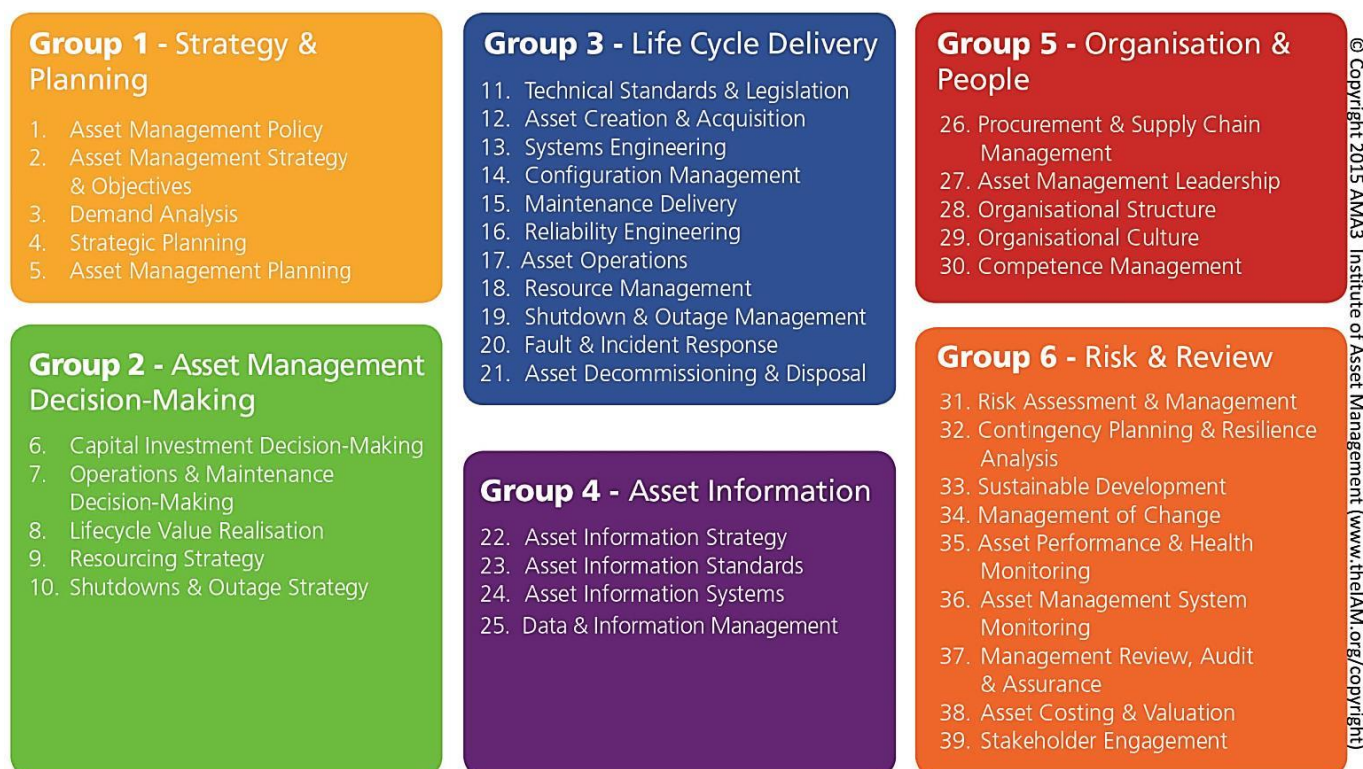 Group 1 - Strategy &
Planning
1. Asset Management Policy
2. Asset Management Strategy
& Objectives
3. Demand Analysis
4. Strategic Planning
5. Asset Management Planning
Group 2 - Asset Management
Decision-Making
6. Capital Investment Decision-Making
7. Operations & Maintenance
Decision-Making
8. Lifecycle Value Realisation
9. Resourcing Strategy
10. Shutdowns & Outage Strategy
Group 3 - Life Cycle Delivery
11. Technical Standards & Legislation
12. Asset Creation & Acquisition
13. Systems Engineering
14. Configuration Management
15. Maintenance Delivery
16. Reliability Engineering
17. Asset Operations
18. Resource Management
19. Shutdown & Outage Management
20. Fault & Incident Response
21. Asset Decommissioning & Disposal
Group 4 - Asset Information
22. Asset Information Strategy
23. Asset Information Standards
24. Asset Information Systems
25. Data & Information Management
Group 5 - Organisation &
People
26. Procurement & Supply Chain
Management
27. Asset Management Leadership
28. Organisational Structure
29. Organisational Culture
30. Competence Management
Group 6 - Risk & Review
31. Risk Assessment & Management
32. Contingency Planning & Resilience
Analysis
33. Sustainable Development
34. Management of Change
35. Asset Performance & Health
Monitoring
36. Asset Management System
Monitoring
37. Management Review, Audit
& Assurance
38. Asset Costing & Valuation
39. Stakeholder Engagement
© Copyright 2015 AMA3 Institute of Asset Management (www.theIAM.org/copyright)